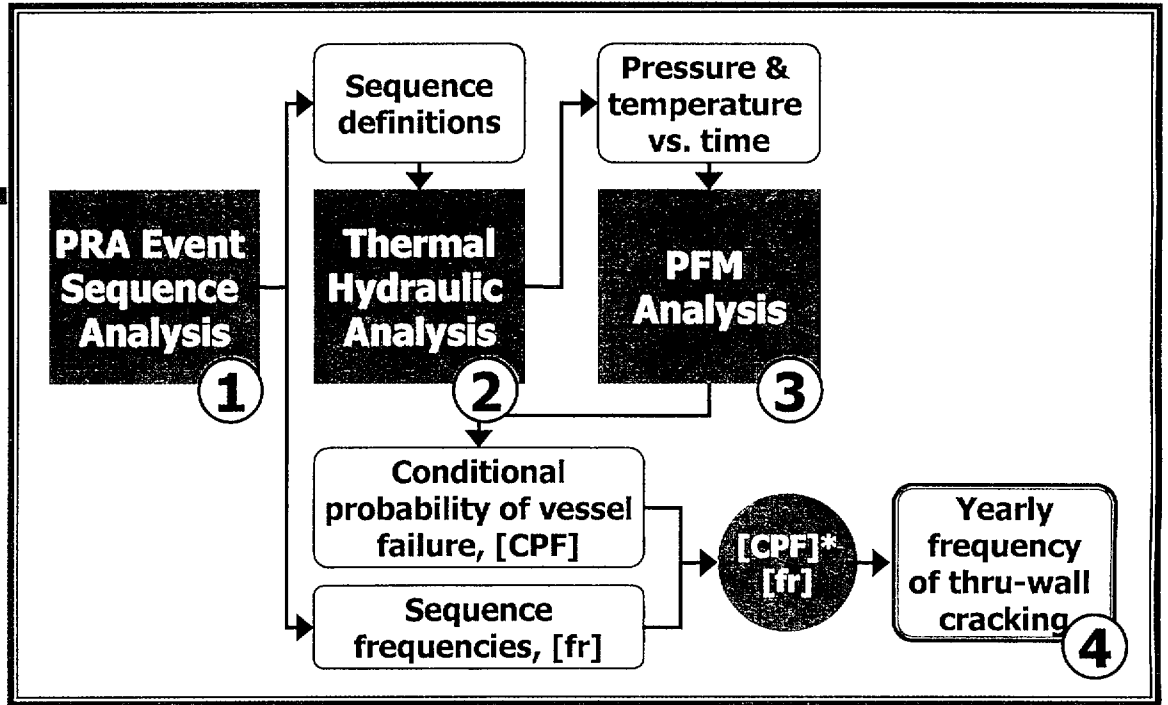 Sequence
definitions
Pressure &
temperature
vs. time
PRA Event
Sequence
Analysis
1
Thermal
Hydraulic
Analysis
2
PFM
Analysis
3
Conditional
probability of vessel
failure, [CPF]
Sequence
frequencies, [fr]
[CPF]*
[fr]
Yearly
frequency
of thru-wall
cracking
4